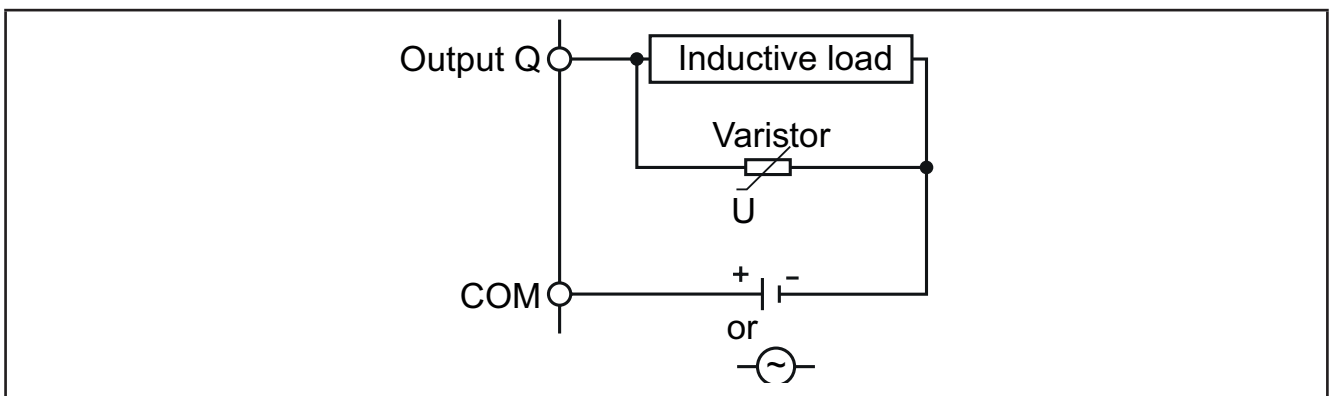 Output Q
Inductive load
Varistor
U
COM
+ -
or
~